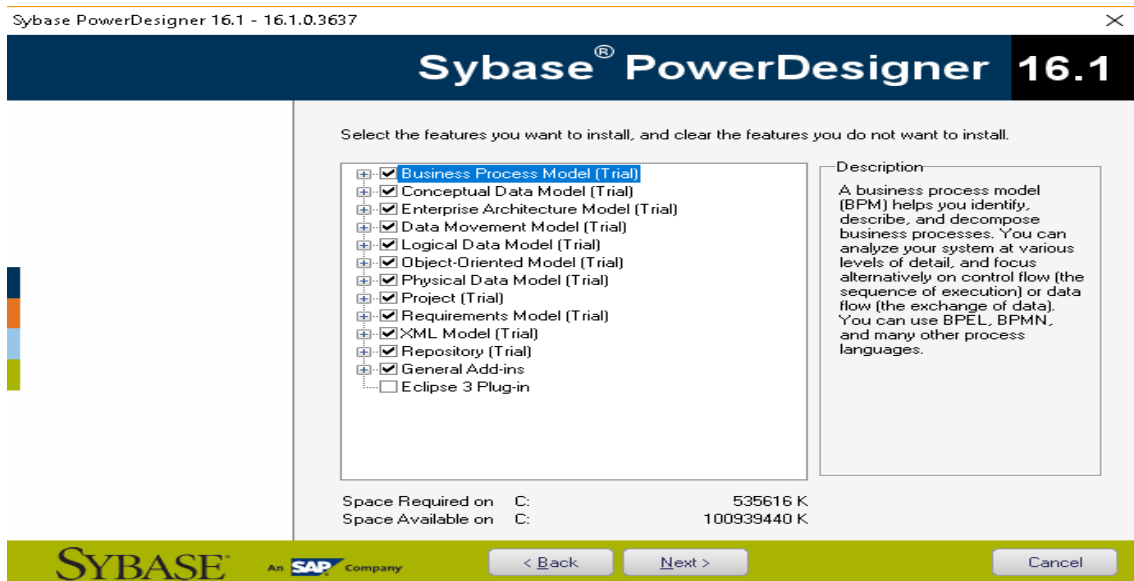 Sybase PowerDesigner 16.1 - 16.1.0.3637
Sybase® PowerDesigner 16.1
Select the features you want to install, and clear the features you do not want to install.
Business Process Model (Trial)
Conceptual Data Model (Trial)
Enterprise Architecture Model (Trial)
Data Movement Model (Trial)
Logical Data Model (Trial)
Object-Oriented Model (Trial)
Physical Data Model (Trial)
Project (Trial)
Requirements Model (Trial)
XML Model (Trial)
Repository (Trial)
General Add-ins
Eclipse 3 Plug-in
Description
A business process model
(BPM) helps you identify,
describe, and decompose
business processes. You can
analyze your system at various
levels of detail, and focus
alternatively on control flow (the
sequence of execution) or data
flow (the exchange of data).
You can use BPEL, BPMN,
and many other process
languages.
Space Required on C: 535616 K
Space Available on C: 100939440 K
SYBASE An SAP Company
< Back
Next >
Cancel